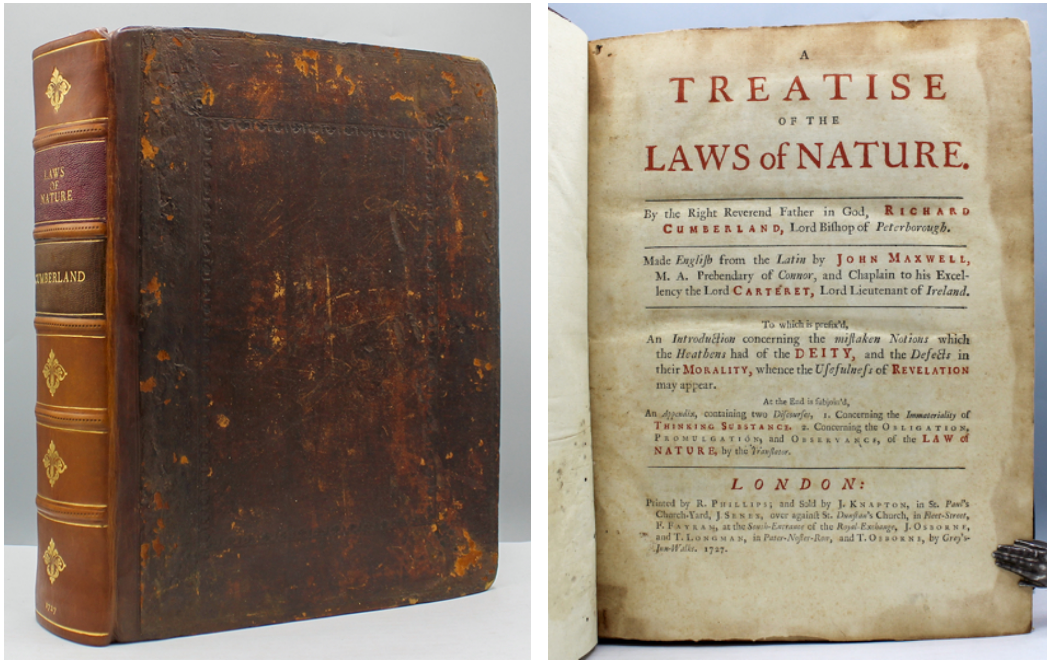 LAWS
OF
NATURE
CUMBERLAND
1727
A
TREATISE
OF THE
LAWS of NATURE.
By the Right Reverend Father in God, RICHARD
CUMBERLAND, Lord Biſhop of Peterborough.
Made Engliſh from the Latin by JOHN MAXWELL,
M. A. Prebendary of Connor, and Chaplain to his Excel-
lency the Lord CARTERET, Lord Lieutenant of Ireland.
To which is prefix'd,
An Introduction concerning the miſtaken Notions which
the Heathens had of the DEITY, and the Defects in
their MORALITY, whence the Uſefulneſs of REVELATION
may appear.
At the End is ſubjoin'd,
An Appendix, containing two Diſcourſes, 1. Concerning the Immateriality of
THINKING SUBSTANCE. 2. Concerning the OBLIGATION,
PROMULGATION, and OBSERVANCE, of the LAW of
NATURE, by the Tranſlator.
LONDON:
Printed by R. PHILLIPS; and Sold by J. KNAPTON, in St. Paul's
Church-Yard, J. SENEX, over againſt St. Dunſtan's Church, in Fleet-Street,
F. FAYRAM, at the South-Entrance of the Royal-Exchange, J. OSBORNE,
and T. LONGMAN, in Pater-Noſter-Row, and T. OSBORNE, by Gray's-
Inn-Walks. 1727.